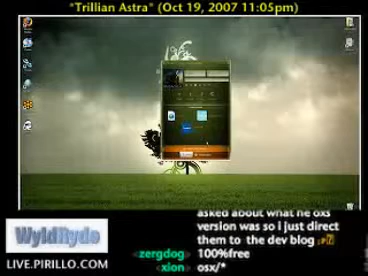 *Trillian Astra* (Oct 19, 2007 11:05pm)
asked about what he oxs
version was so i just direct
them to the dev blog
WyldRyde
<zergdog> 100%free
LIVE.PIRILLO.COM
<xion> osx/*